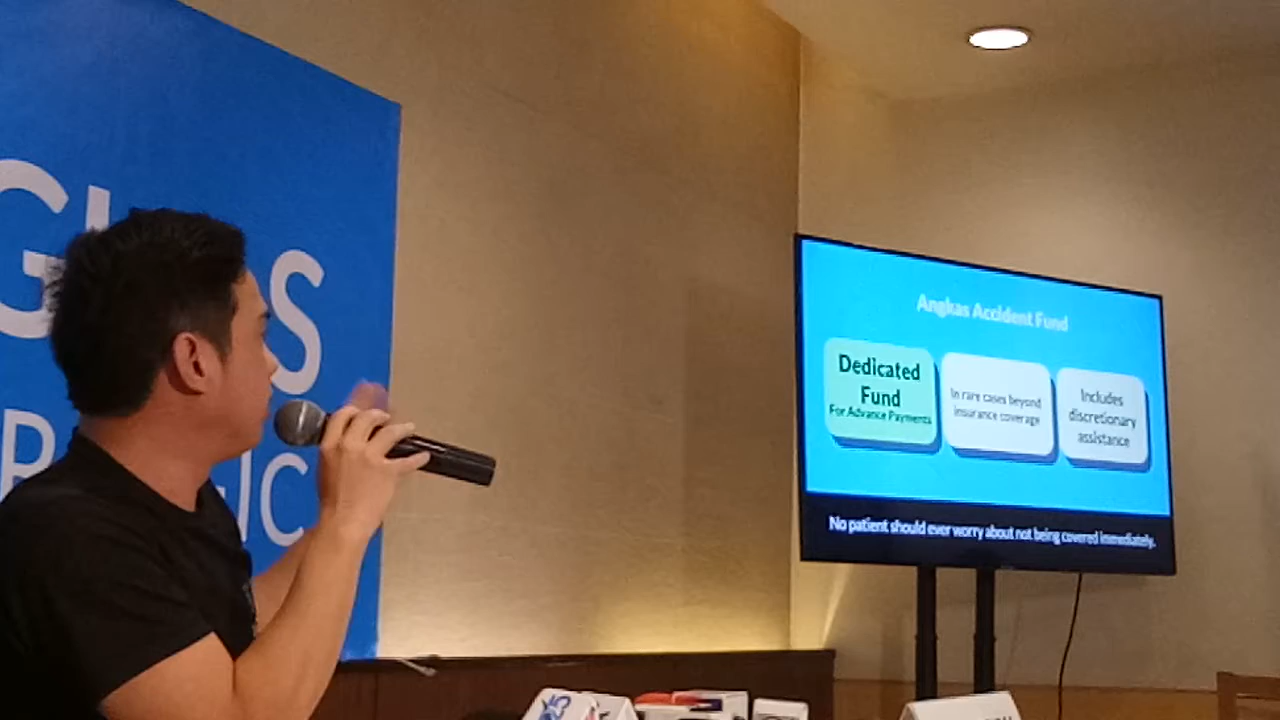 Angkas Accident Fund
Dedicated
Fund
For Advance Payments
In rare cases beyond
insurance coverage
Includes
discretionary
assistance
No patient should ever worry about not being covered immediately.